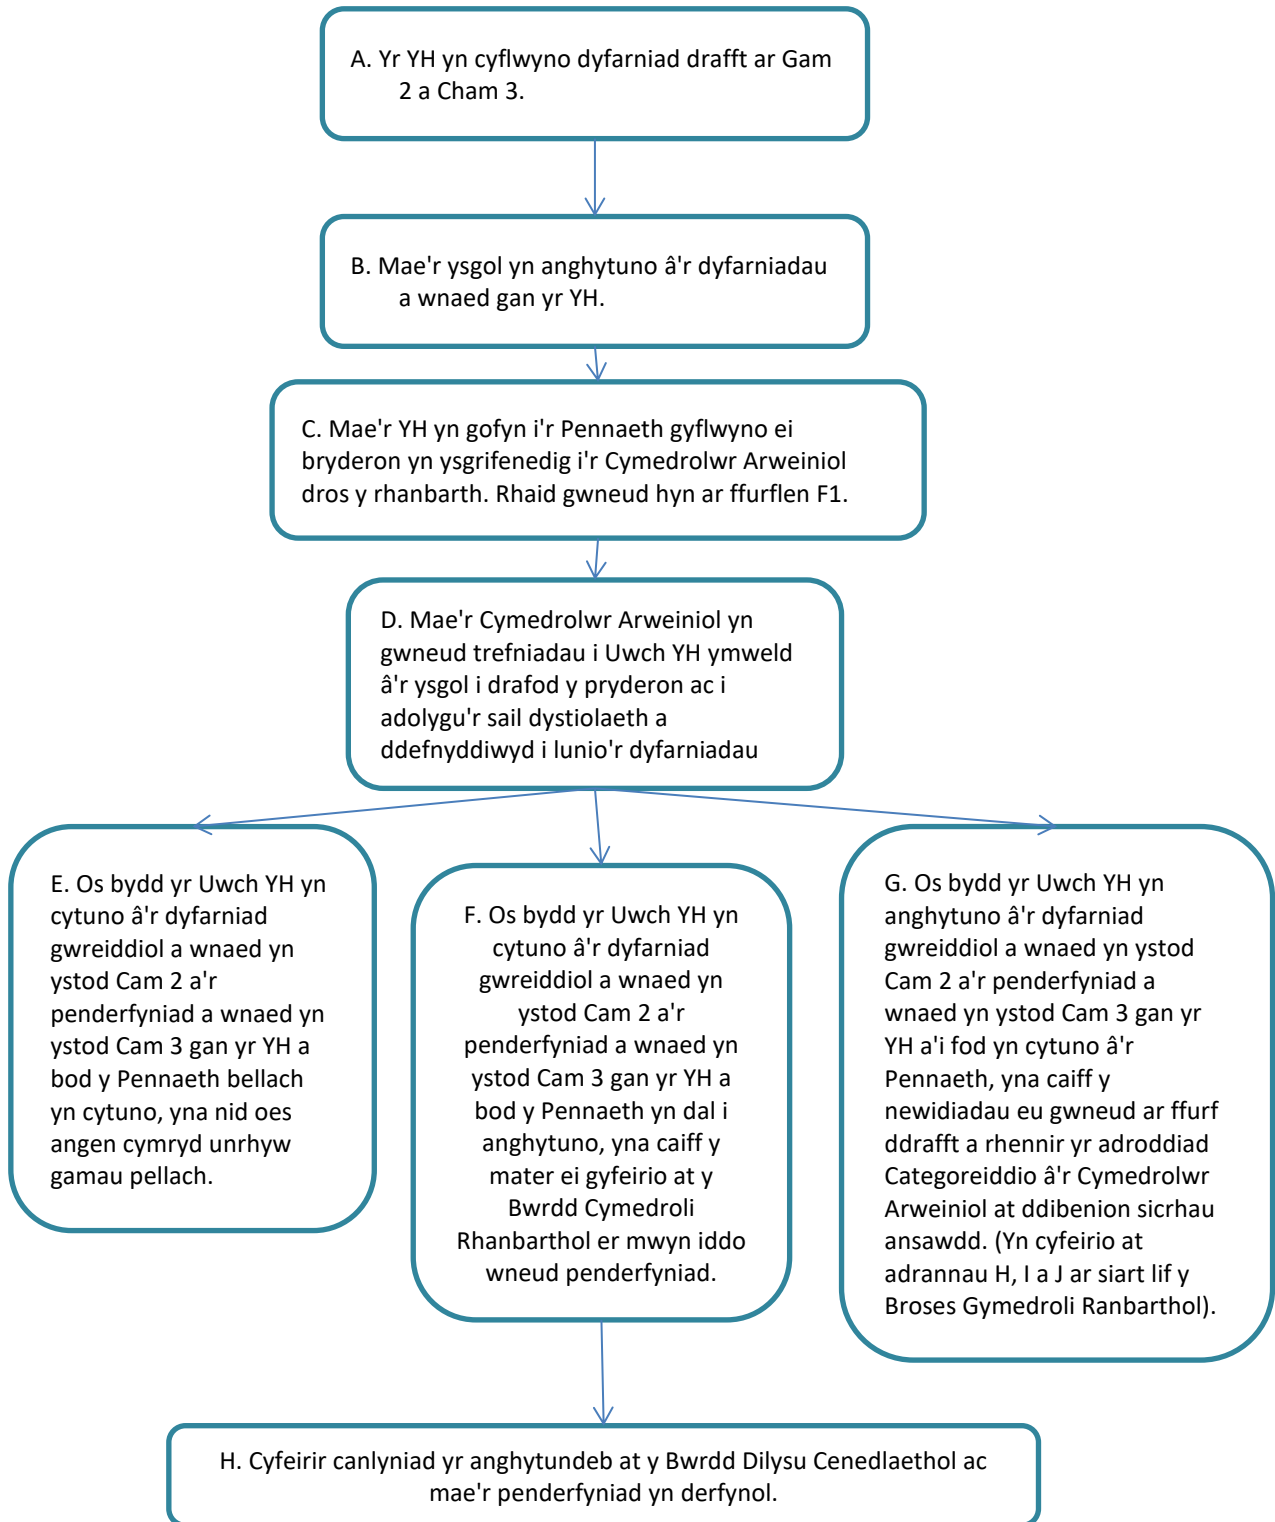 A. Yr YH yn cyflwyno dyfarniad drafft ar Gam
2 a Cham 3.
B. Mae'r ysgol yn anghytuno â'r dyfarniadau
a wnaed gan yr YH.
C. Mae'r YH yn gofyn i'r Pennaeth gyflwyno ei
bryderon yn ysgrifenedig i'r Cymedrolwr Arweiniol
dros y rhanbarth. Rhaid gwneud hyn ar ffurflen F1.
D. Mae'r Cymedrolwr Arweiniol yn
gwneud trefniadau i Uwch YH ymweld
â'r ysgol i drafod y pryderon ac i
adolygu'r sail dystiolaeth a
ddefnyddiwyd i lunio'r dyfarniadau
E. Os bydd yr Uwch YH yn
cytuno â'r dyfarniad
gwreiddiol a wnaed yn
ystod Cam 2 a'r
penderfyniad a wnaed yn
ystod Cam 3 gan yr YH a
bod y Pennaeth bellach
yn cytuno, yna nid oes
angen cymryd unrhyw
gamau pellach.
F. Os bydd yr Uwch YH yn
cytuno â'r dyfarniad
gwreiddiol a wnaed yn
ystod Cam 2 a'r
penderfyniad a wnaed yn
ystod Cam 3 gan yr YH a
bod y Pennaeth yn dal i
anghytuno, yna caiff y
mater ei gyfeirio at y
Bwrdd Cymedroli
Rhanbarthol er mwyn iddo
wneud penderfyniad.
G. Os bydd yr Uwch YH yn
anghytuno â'r dyfarniad
gwreiddiol a wnaed yn ystod
Cam 2 a'r penderfyniad a
wnaed yn ystod Cam 3 gan yr
YH a'i fod yn cytuno â'r
Pennaeth, yna caiff y
newidiadau eu gwneud ar ffurf
ddrafft a rhennir yr adroddiad
Categoreiddio â'r Cymedrolwr
Arweiniol at ddibenion sicrhau
ansawdd. (Yn cyfeirio at
adrannau H, I a J ar siart lif y
Broses Gymedroli Ranbarthol).
H. Cyfeirir canlyniad yr anghytundeb at y Bwrdd Dilysu Cenedlaethol ac
mae'r penderfyniad yn derfynol.